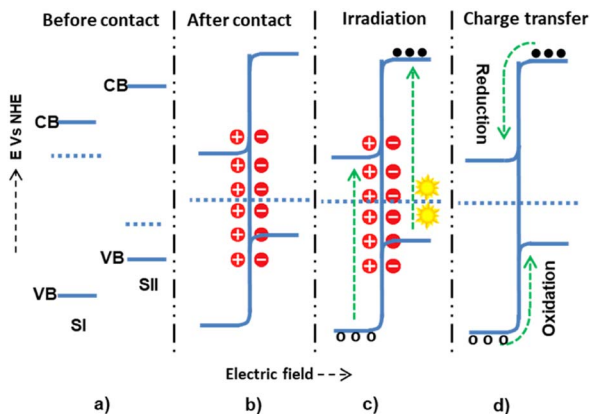 Before contact
After contact
Irradiation
Charge transfer
E Vs NHE
CB
CB
VB
VB
SI
SII
Reduction
Oxidation
Electric field
a)
b)
c)
d)